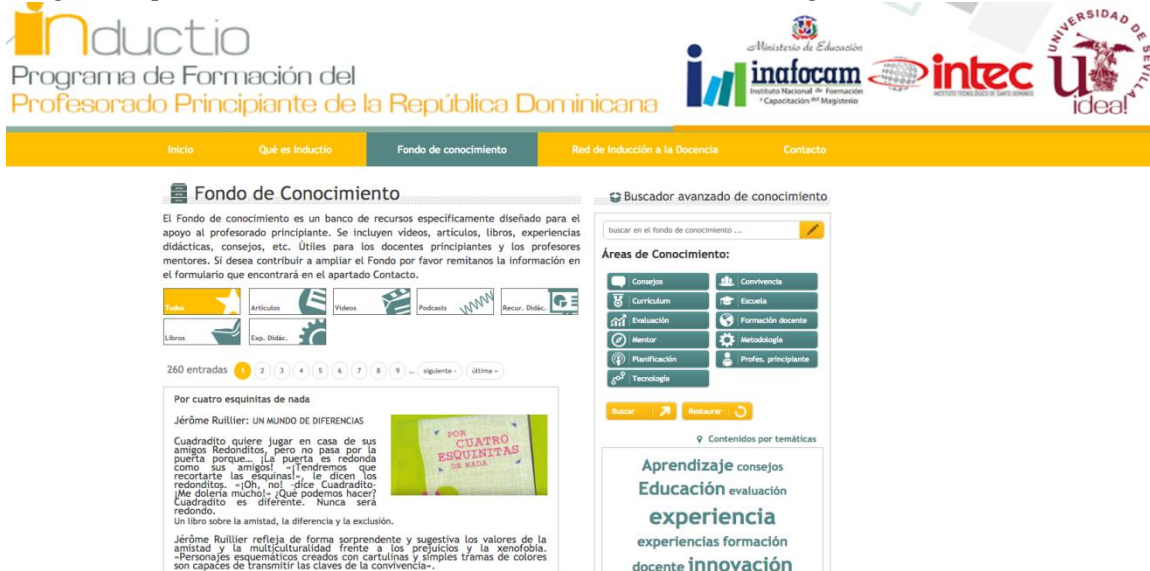 inductio
Programa de Formación del
Profesorado Principiante de la República Dominicana
Ministerio de Educación
inafocam
Instituto Nacional de Formación
y Capacitación del Magisterio
intec
INSTITUTO TECNOLÓGICO DE SANTO DOMINGO
UNIVERSIDAD DE SEVILLA
idea!
Inicio
Qué es Inductio
Fondo de conocimiento
Red de Inducción a la Docencia
Contacto
Fondo de Conocimiento
El Fondo de conocimiento es un banco de recursos específicamente diseñado para el
apoyo al profesorado principiante. Se incluyen vídeos, artículos, libros, experiencias
didácticas, consejos, etc. Útiles para los docentes principiantes y los profesores
mentores. Si desea contribuir a ampliar el Fondo por favor remítanos la información en
el formulario que encontrará en el apartado Contacto.
Todos
Artículos
Vídeos
Podcasts
WWW
Recur. Didác.
Libros
Exp. Didác.
260 entradas 1 2 3 4 5 6 7 8 9 … siguiente › última »
Por cuatro esquinitas de nada
Jérôme Ruillier: UN MUNDO DE DIFERENCIAS
Cuadradito quiere jugar en casa de sus
amigos Redonditos, pero no pasa por la
puerta porque… ¡La puerta es redonda
como sus amigos! «¡Tendremos que
recortarte las esquinas!», le dicen los
redonditos. «¡Oh, no! -dice Cuadradito-
¡Me dolería mucho!» ¿Qué podemos hacer?
Cuadradito es diferente. Nunca será
redondo.
POR
CUATRO
ESQUINITAS
DE NADA
Un libro sobre la amistad, la diferencia y la exclusión.
Jérôme Ruillier refleja de forma sorprendente y sugestiva los valores de la
amistad y la multiculturalidad frente a los prejuicios y la xenofobia.
«Personajes esquemáticos creados con cartulinas y simples tramas de colores
son capaces de transmitir las claves de la convivencia».
Buscador avanzado de conocimiento
buscar en el fondo de conocimiento ...
Áreas de Conocimiento:
Consejos
Convivencia
Curriculum
Escuela
Evaluación
Formación docente
Mentor
Metodología
Planificación
Profes. principiante
Tecnología
Buscar
Restaurar
Contenidos por temáticas
Aprendizaje consejos
Educación evaluación
experiencia
experiencias formación
docente innovación